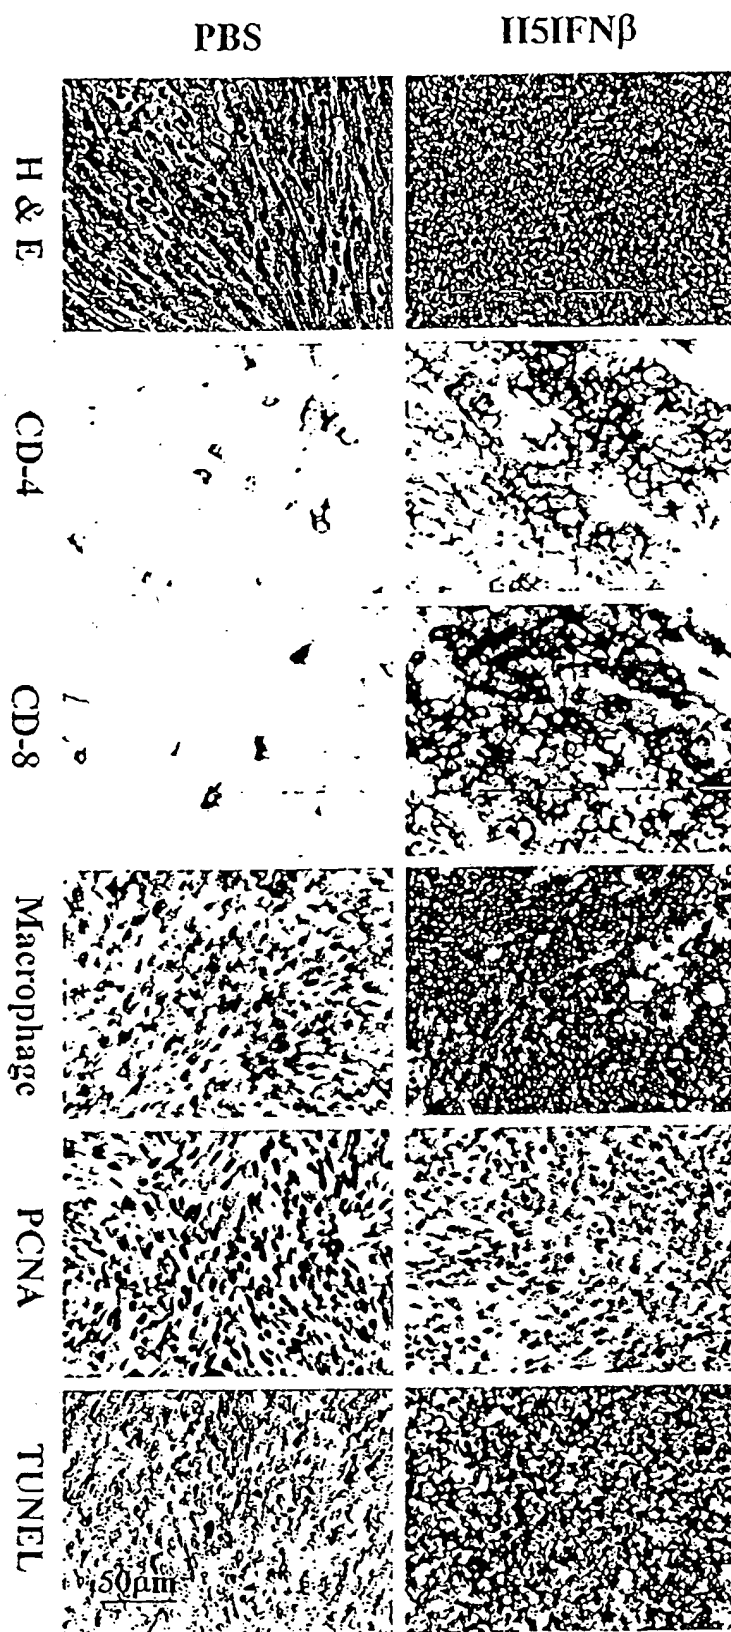 PBS
H5IFNβ
H & E
CD-4
CD-8
Macrophage
PCNA
TUNEL
50μm